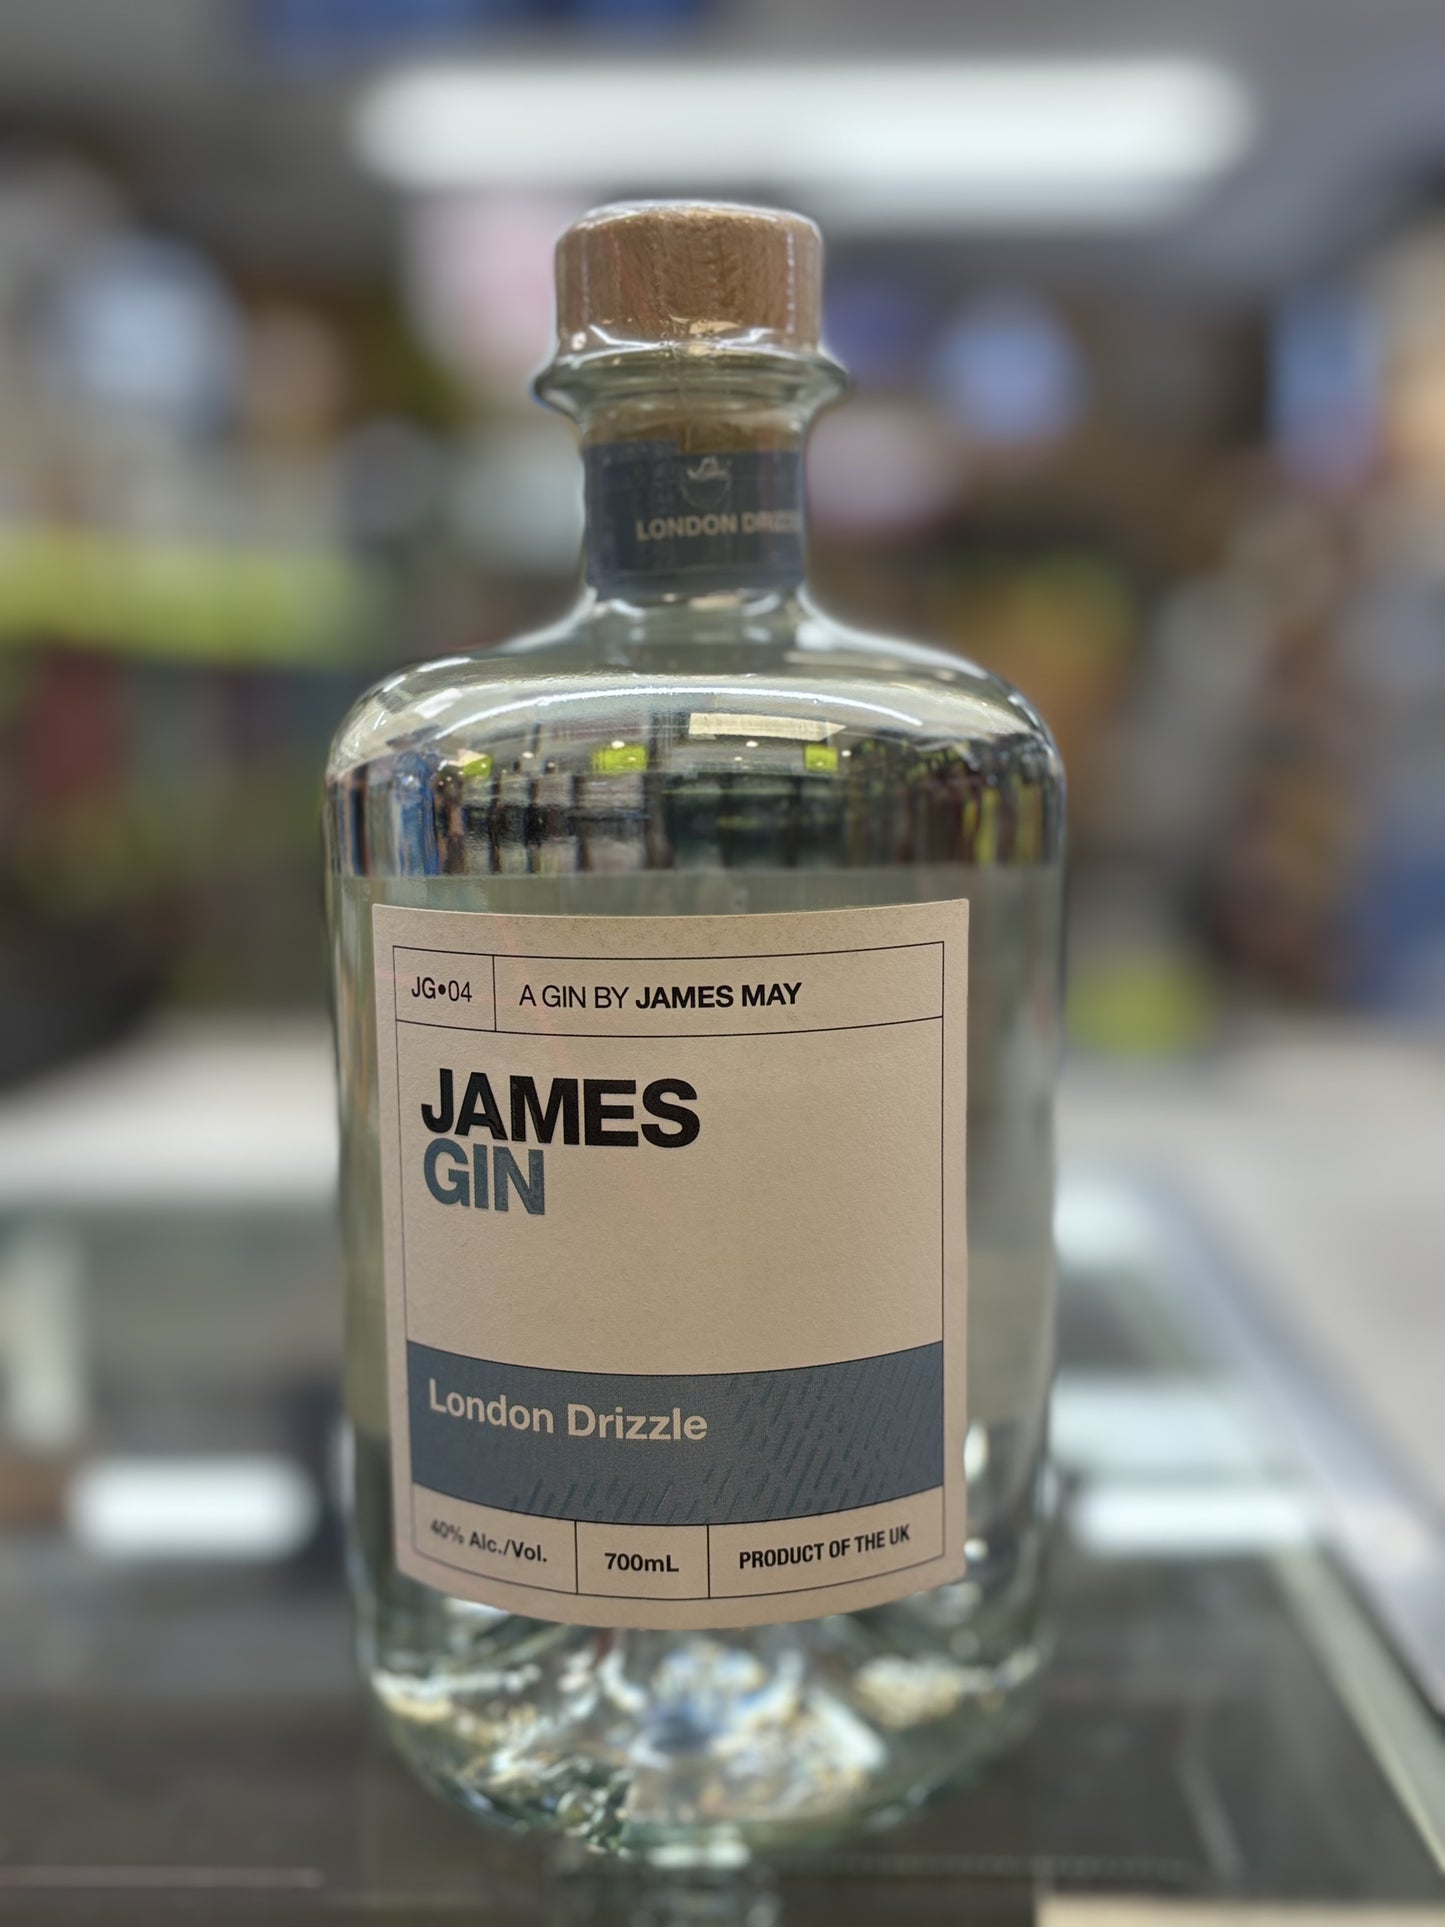 LONDON DRIZZLE
JG•04
A GIN BY JAMES MAY
JAMES
GIN
London Drizzle
40% Alc./Vol.
700mL
PRODUCT OF THE UK